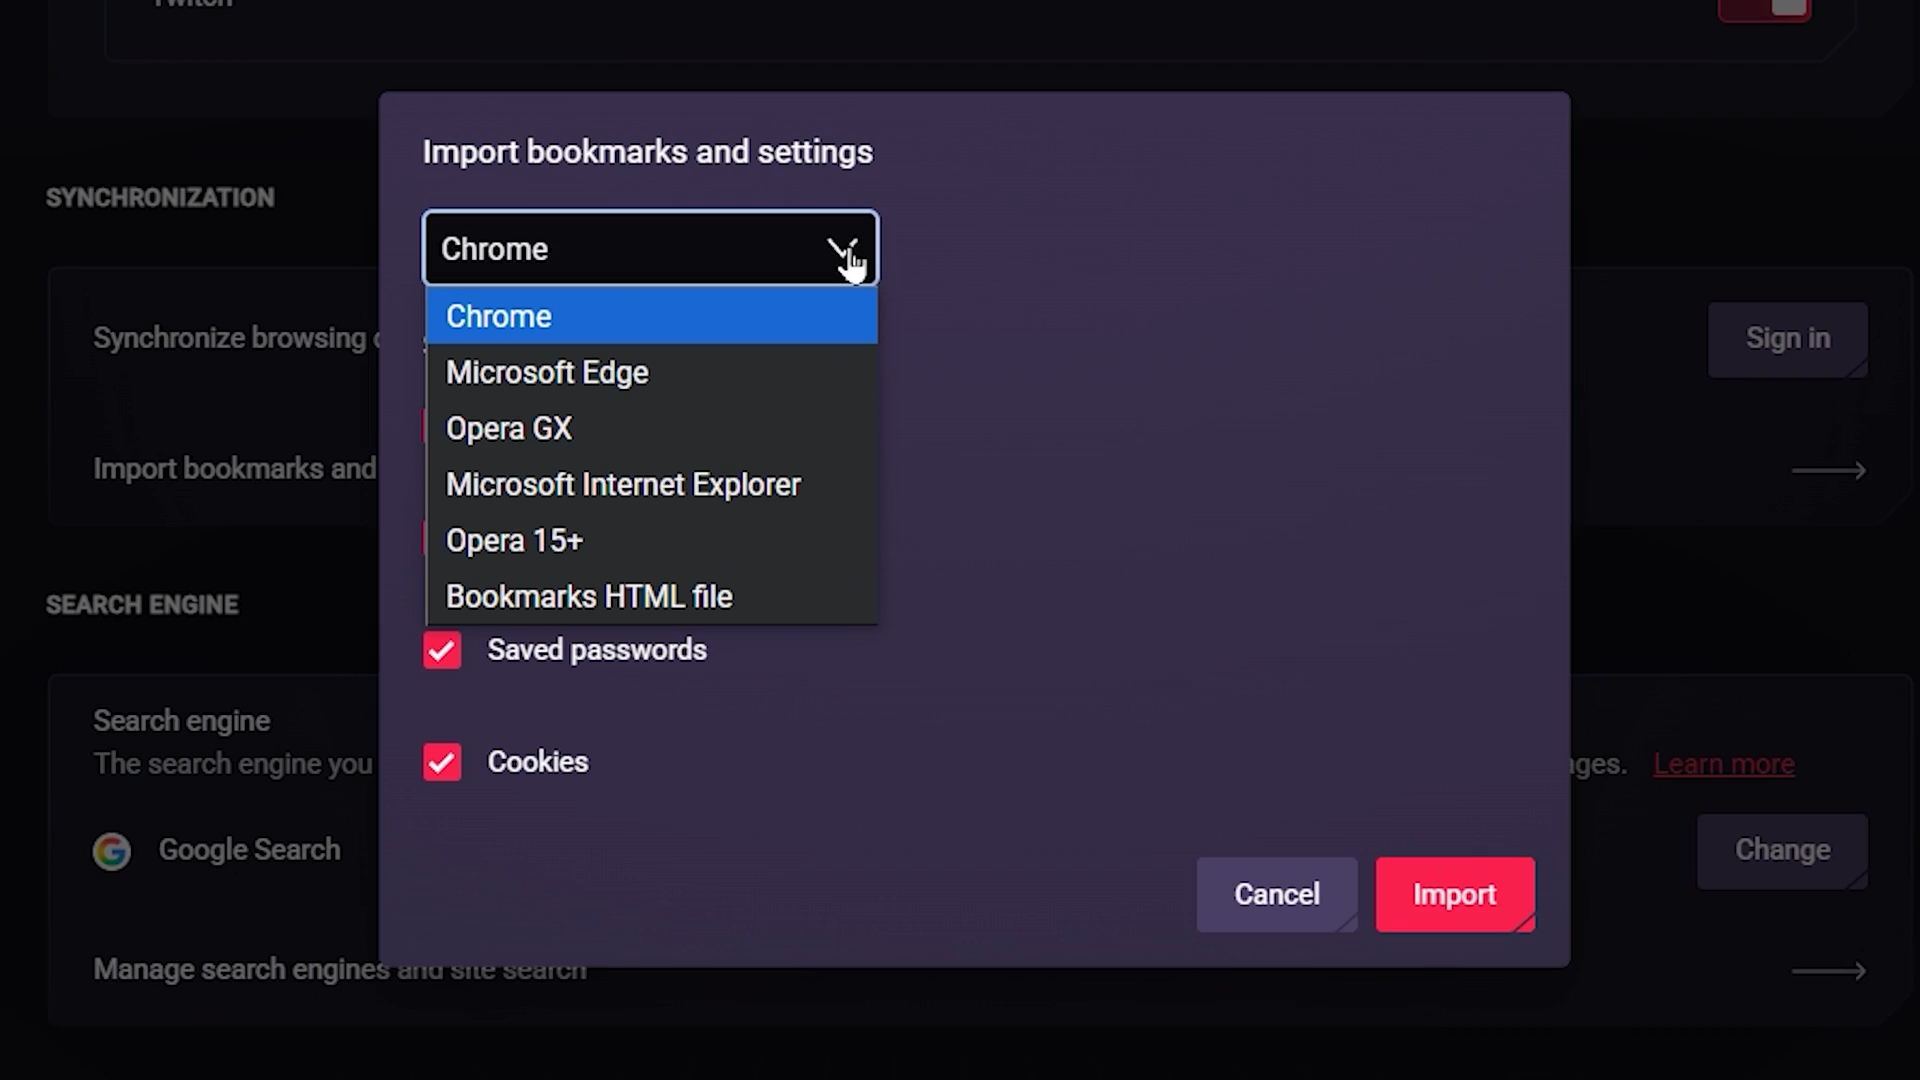 Twitch
Import bookmarks and settings
SYNCHRONIZATION
Chrome
Chrome
Synchronize browsing
Sign in
Microsoft Edge
Opera GX
Import bookmarks and
Microsoft Internet Explorer
Opera 15+
Bookmarks HTML file
SEARCH ENGINE
Saved passwords
Search engine
The search engine you
Learn more
Cookies
Google Search
Change
Cancel
Import
Manage search engines and site search